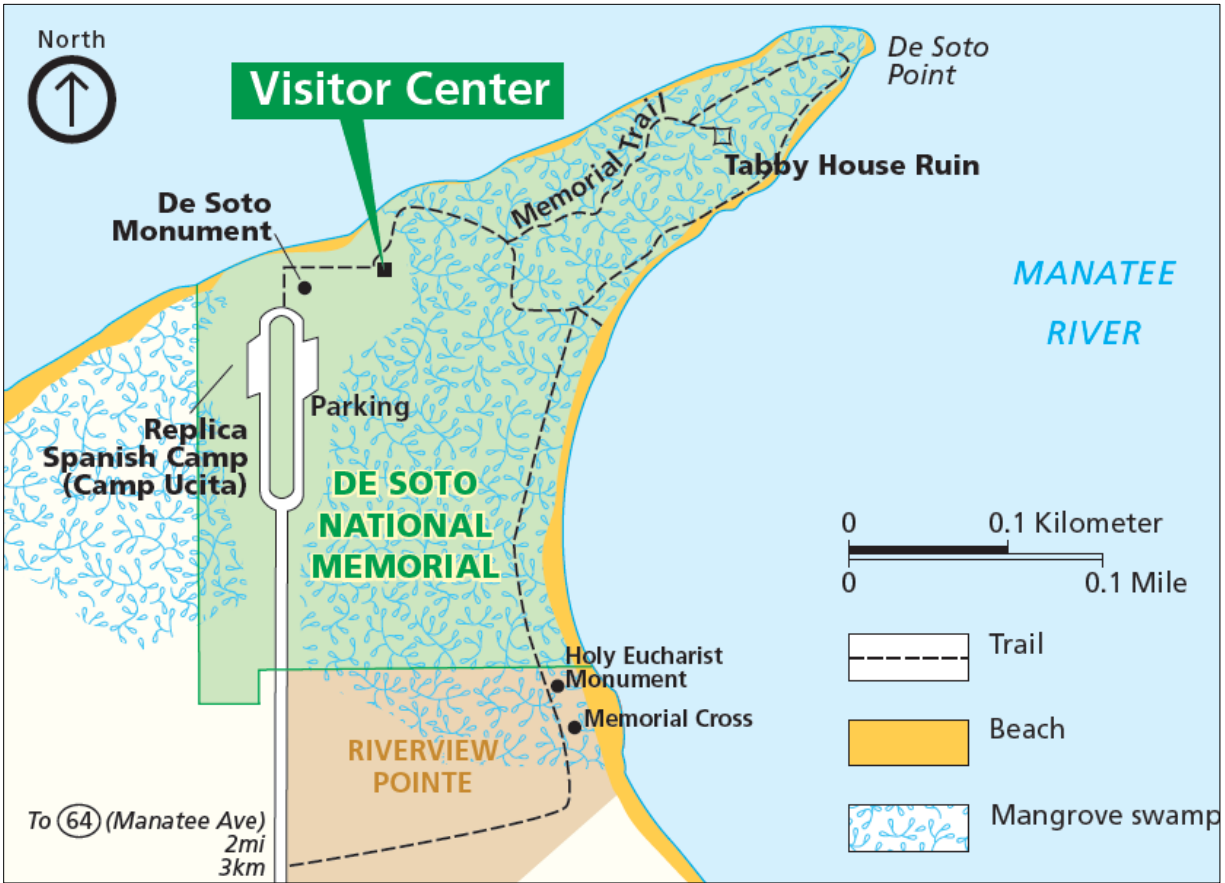 North
Visitor Center
De Soto
Point
Memorial Trail
Tabby House Ruin
De Soto
Monument
MANATEE
RIVER
Parking
Replica
Spanish Camp
(Camp Ucita)
DE SOTO
NATIONAL
MEMORIAL
0 0.1 Kilometer
0 0.1 Mile
Trail
Beach
Mangrove swamp
Holy Eucharist
Monument
Memorial Cross
RIVERVIEW
POINTE
To 64 (Manatee Ave)
2mi
3km